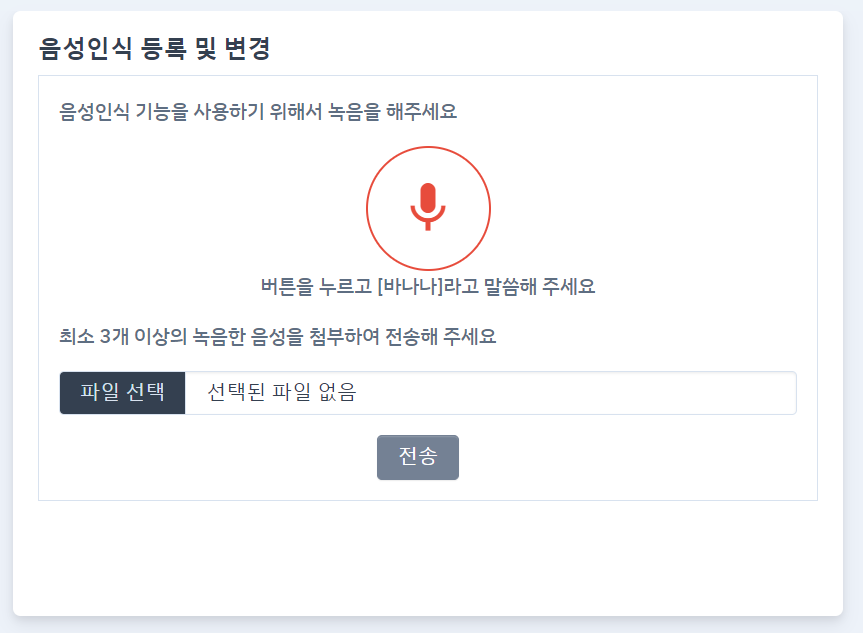 음성인식 등록 및 변경
음성인식 기능을 사용하기 위해서 녹음을 해주세요
버튼을 누르고 [바나나]라고 말씀해 주세요
최소 3개 이상의 녹음한 음성을 첨부하여 전송해 주세요
파일 선택 선택된 파일 없음
전송